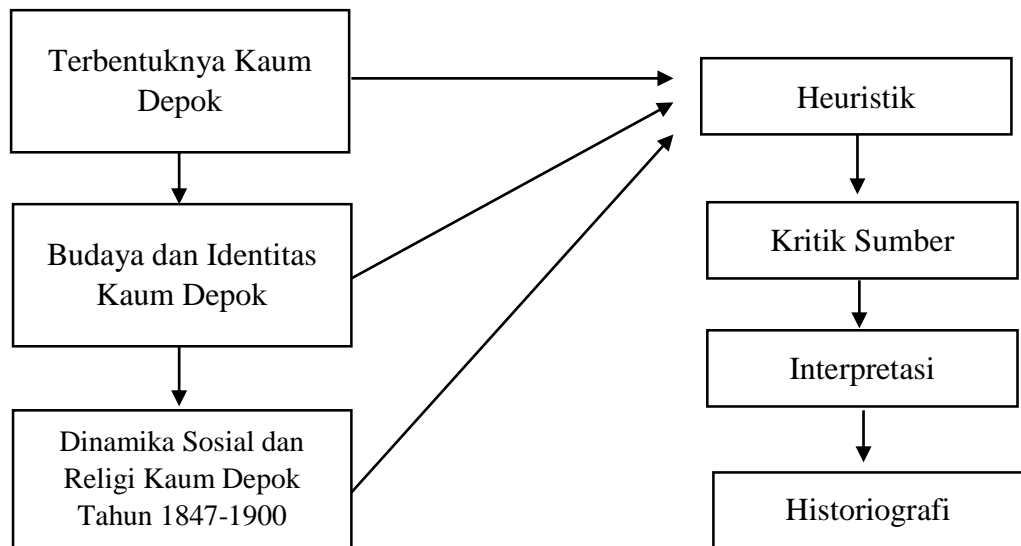 Terbentuknya Kaum
Depok
Budaya dan Identitas
Kaum Depok
Dinamika Sosial dan
Religi Kaum Depok
Tahun 1847-1900
Heuristik
Kritik Sumber
Interpretasi
Historiografi